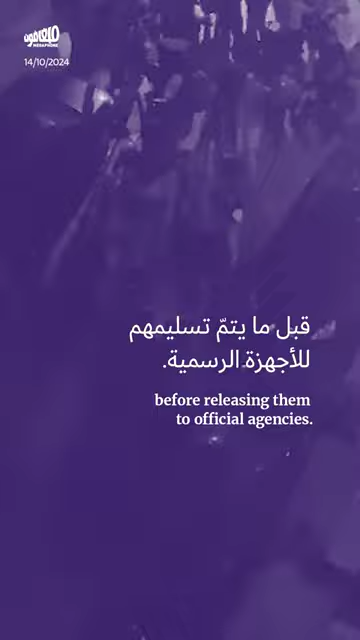 ميغافون
MEGAPHONE
14/10/2024
قبل ما يتمّ تسليمهم
للأجهزة الرسمية.
before releasing them
to official agencies.